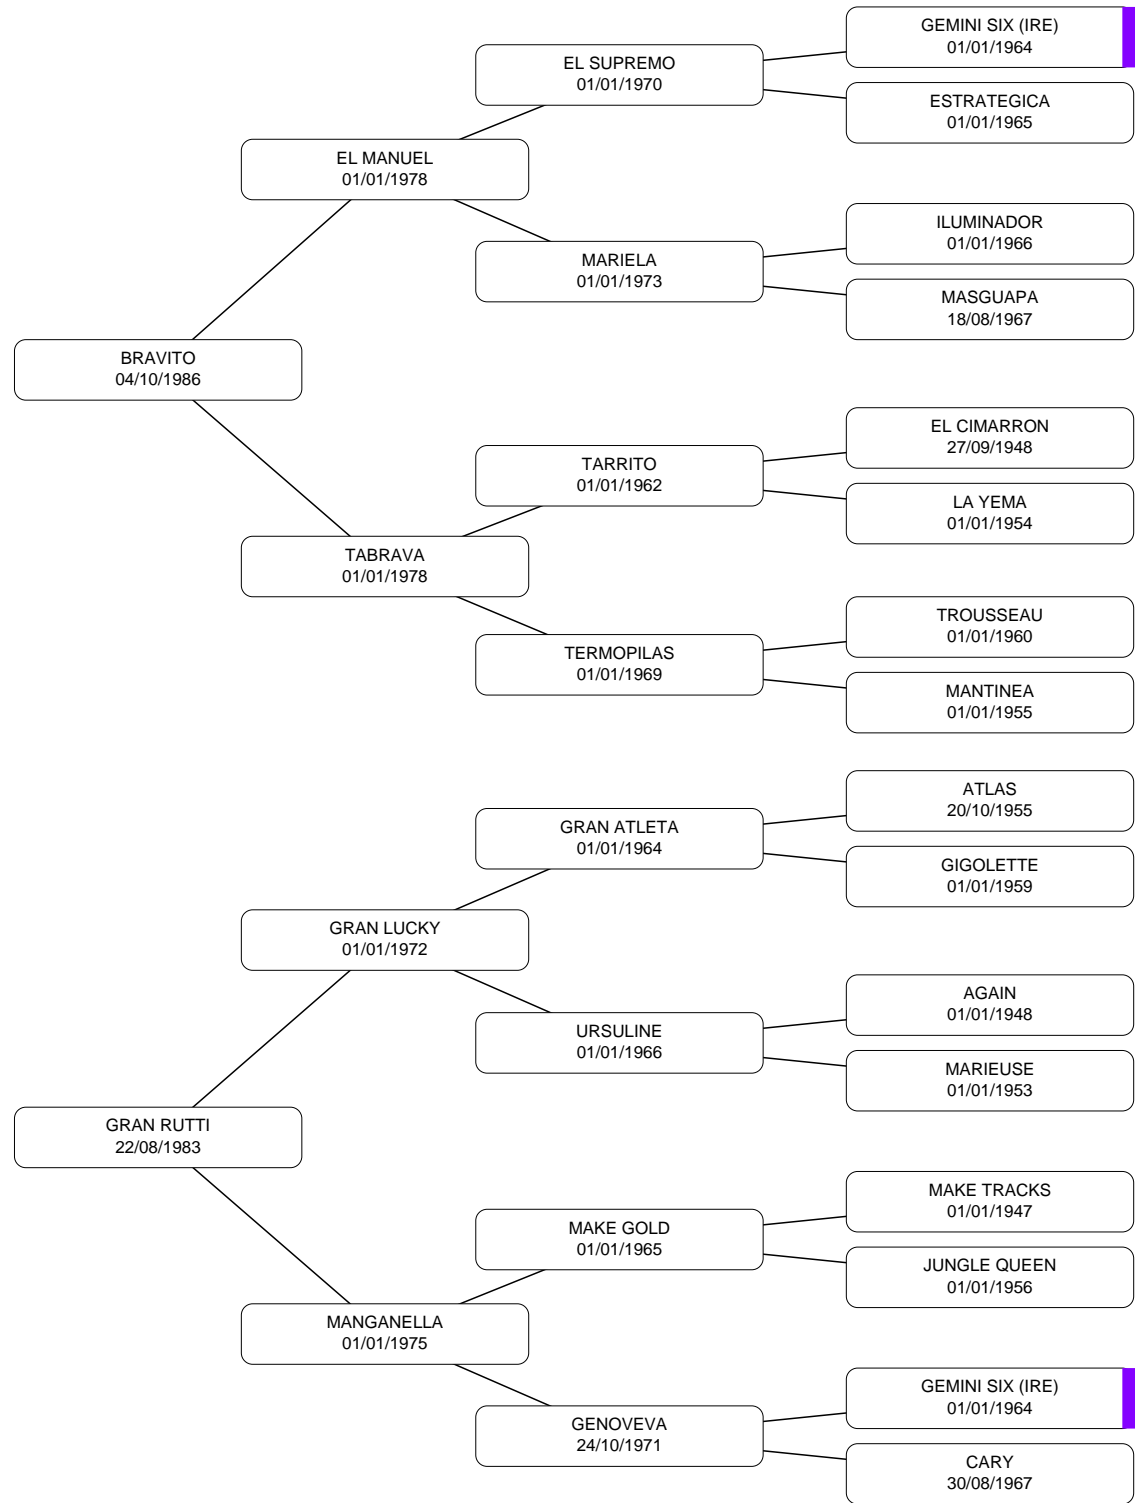 GEMINI SIX (IRE)
01/01/1964
EL SUPREMO
01/01/1970
ESTRATEGICA
01/01/1965
EL MANUEL
01/01/1978
ILUMINADOR
01/01/1966
MARIELA
01/01/1973
MASGUAPA
18/08/1967
BRAVITO
04/10/1986
EL CIMARRON
27/09/1948
TARRITO
01/01/1962
LA YEMA
01/01/1954
TABRAVA
01/01/1978
TROUSSEAU
01/01/1960
TERMOPILAS
01/01/1969
MANTINEA
01/01/1955
ATLAS
20/10/1955
GRAN ATLETA
01/01/1964
GIGOLETTE
01/01/1959
GRAN LUCKY
01/01/1972
AGAIN
01/01/1948
URSULINE
01/01/1966
MARIEUSE
01/01/1953
GRAN RUTTI
22/08/1983
MAKE TRACKS
01/01/1947
MAKE GOLD
01/01/1965
JUNGLE QUEEN
01/01/1956
MANGANELLA
01/01/1975
GEMINI SIX (IRE)
01/01/1964
GENOVEVA
24/10/1971
CARY
30/08/1967